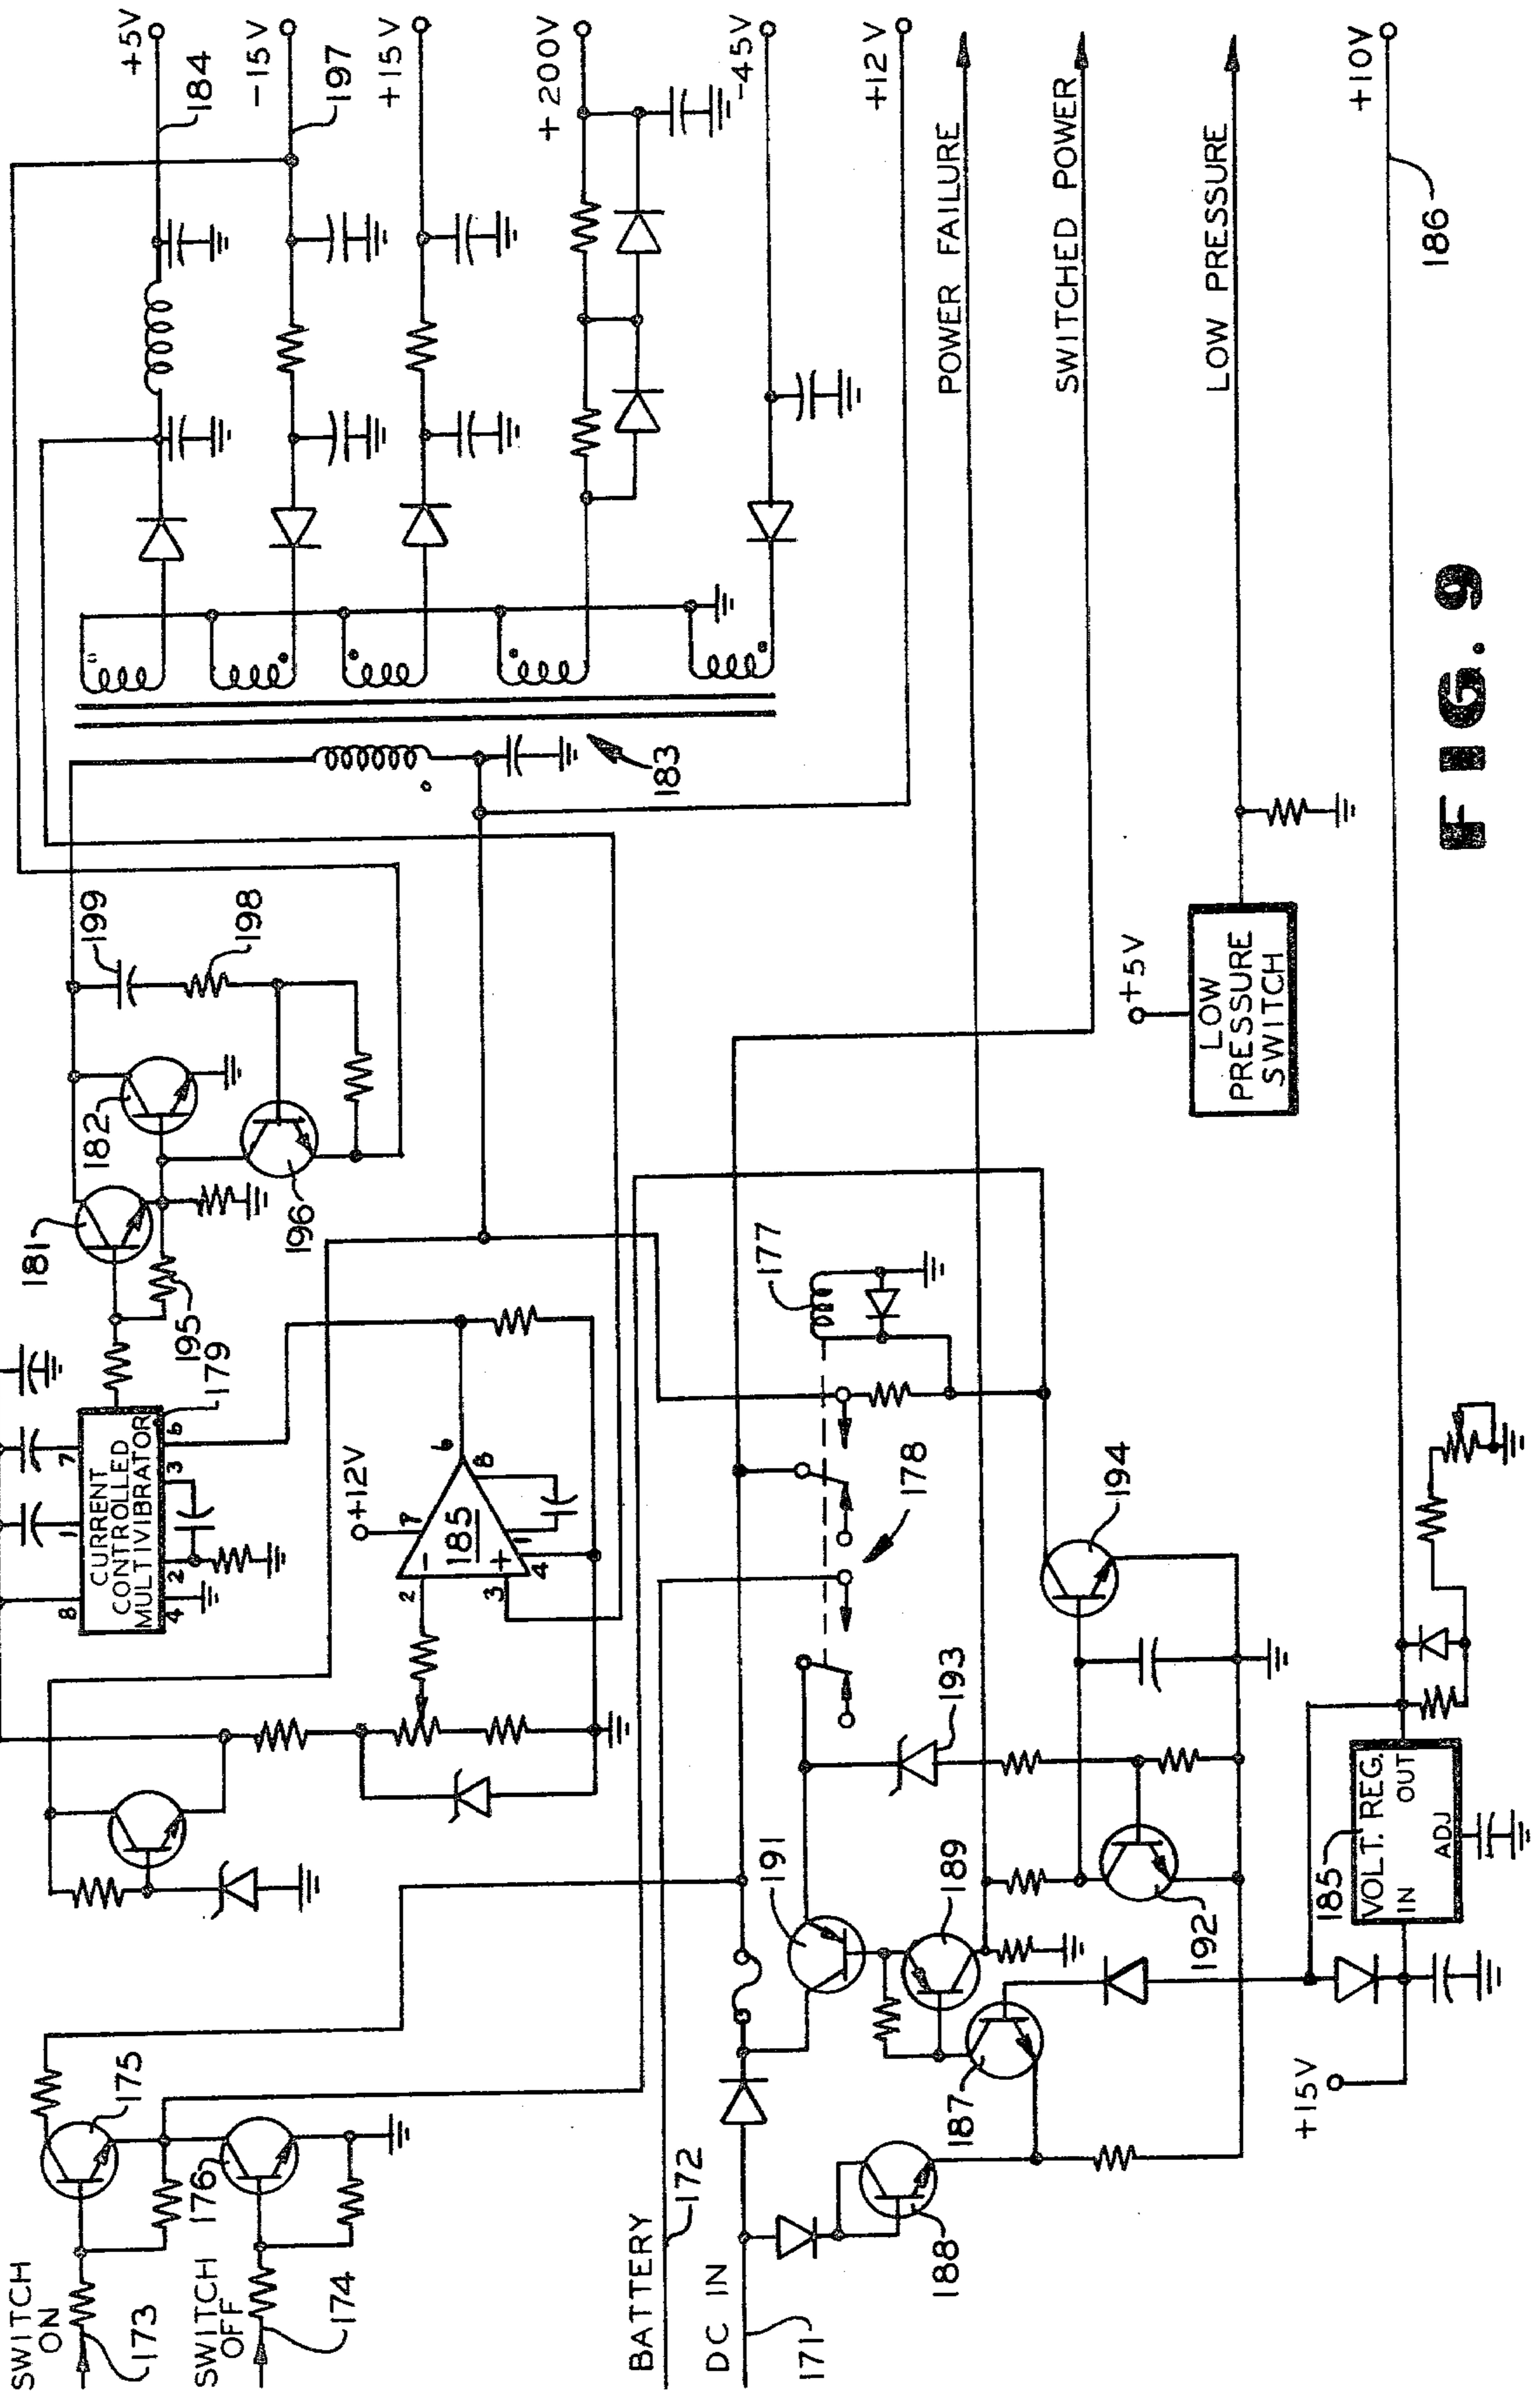 SWITCH
ON
173
SWITCH
OFF
174
175
176
BATTERY
172
DC IN
171
188
187
189
191
192
193
194
178
177
8
1
7
CURRENT
CONTROLLED
MULTIVIBRATOR
4
2
3
6
179
195
181
182
196
199
198
+12V
7
2
-
185
6
8
3
+
4
1
183
+5V
184
-15V
197
+15V
+200V
-45V
+12V
POWER FAILURE
SWITCHED POWER
LOW PRESSURE
+5V
LOW
PRESSURE
SWITCH
+15V
185
VOLT. REG.
IN
OUT
ADJ
+10V
186
FIG. 9